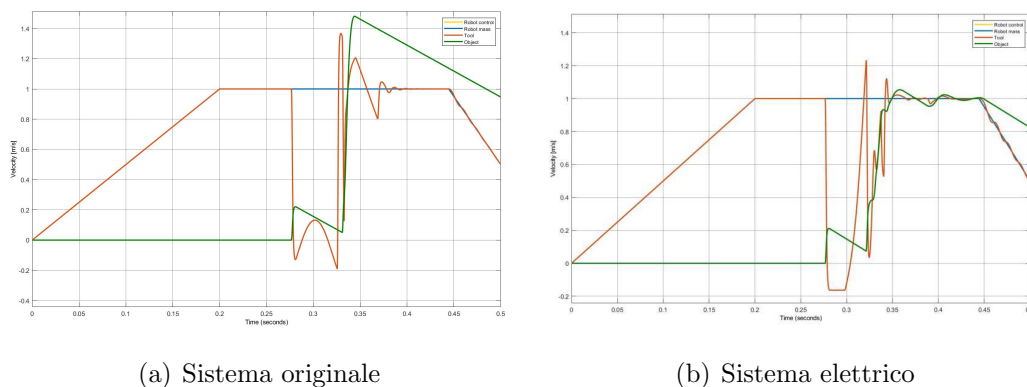 Robot control
Robot mass
Tool
Object
1.4
1.2
1
0.8
0.6
0.4
0.2
0
-0.2
-0.4
Velocity [m/s]
0 0.05 0.1 0.15 0.2 0.25 0.3 0.35 0.4 0.45 0.5
Time (seconds)
(a) Sistema originale
Robot control
Robot mass
Tool
Object
1.4
1.2
1
0.8
0.6
0.4
0.2
0
-0.2
Velocity [m/s]
0 0.05 0.1 0.15 0.2 0.25 0.3 0.35 0.4 0.45 0.5
Time (seconds)
(b) Sistema elettrico